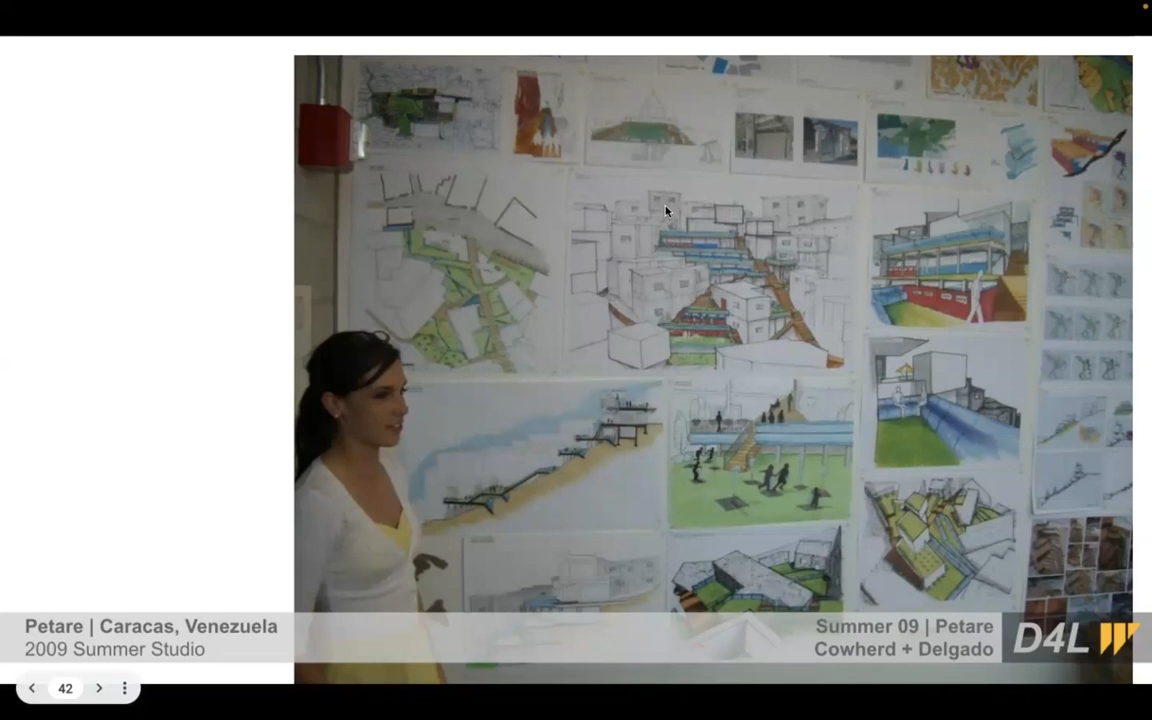 Petare | Caracas, Venezuela
2009 Summer Studio
Summer 09 | Petare
Cowherd + Delgado
D4L
42